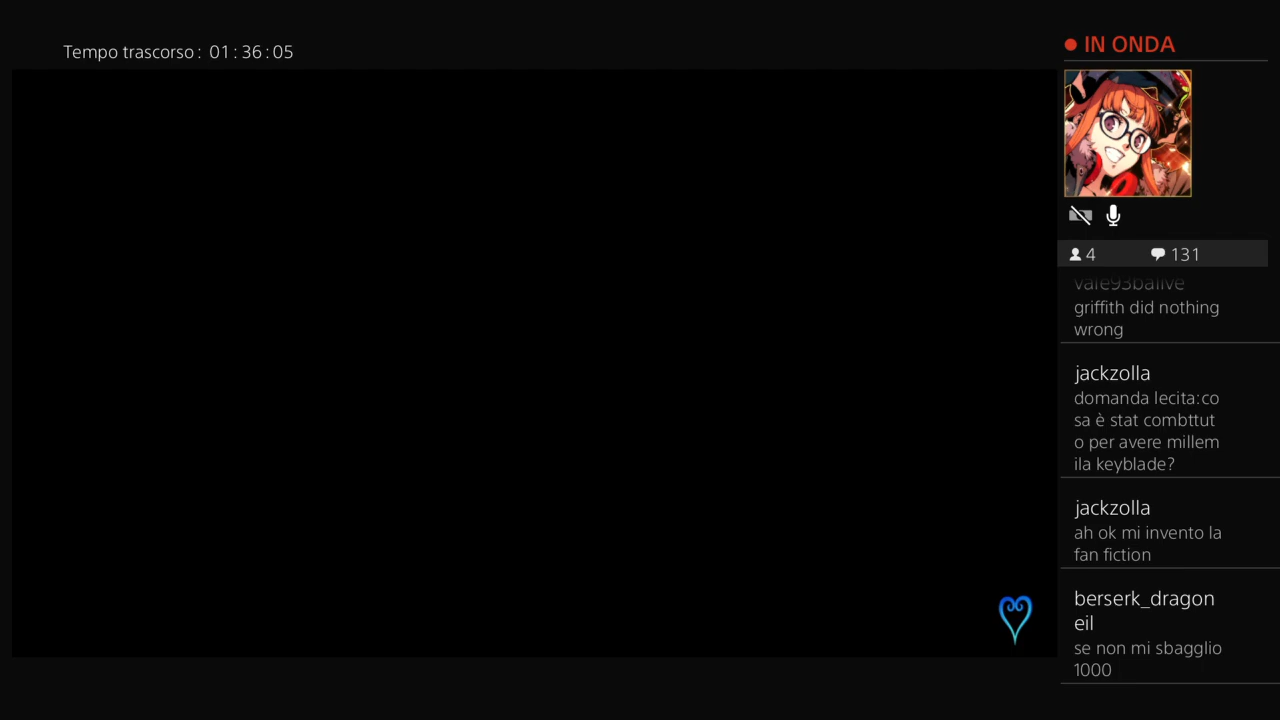 Tempo trascorso: 01:36:05
IN ONDA
4 131
vale93balive
griffith did nothing
wrong
jackzolla
domanda lecita:co
sa è stat combttut
o per avere millem
ila keyblade?
jackzolla
ah ok mi invento la
fan fiction
berserk_dragon
eil
se non mi sbagglio
1000